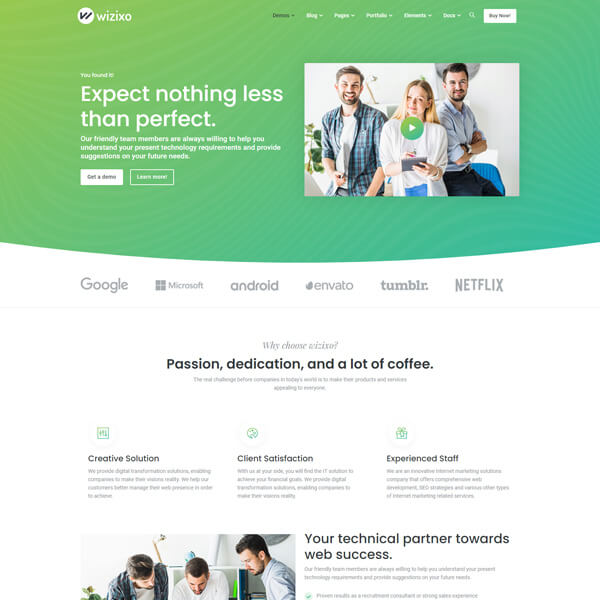 wizixo
Demos Blog Pages Portfolio Elements Docs Buy Now!
You found it!
Expect nothing less
than perfect.
Our friendly team members are always willing to help you
understand your present technology requirements and provide
suggestions on your future needs.
Get a demo Learn more!
Google Microsoft android envato tumblr. NETFLIX
Why choose wizixo?
Passion, dedication, and a lot of coffee.
The real challenge before companies in today's world is to make their products and services
appealing to everyone.
Creative Solution
We provide digital transformation solutions, enabling
companies to make their visions reality. We help our
customers better manage their web presence in order
to achieve.
Client Satisfaction
With us at your side, you will find the IT solution to
achieve your financial goals. We provide digital
transformation solutions, enabling companies to
make their visions reality.
Experienced Staff
We are an innovative Internet marketing solutions
company that offers comprehensive web
development, SEO strategies and various other types
of Internet marketing related services.
Your technical partner towards
web success.
Our friendly team members are always willing to help you understand your present
technology requirements and provide suggestions on your future needs
Proven results as a recruitment consultant or strong sales experience